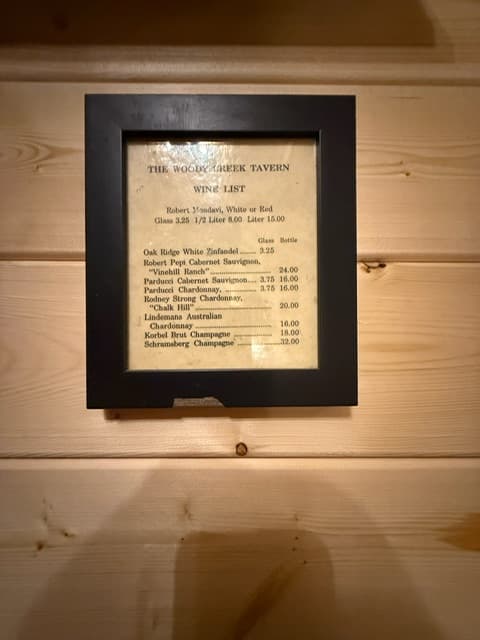 THE WOODY CREEK TAVERN
WINE LIST
Robert Mondavi, White or Red
Glass 3.25 1/2 Liter 8.00 Liter 15.00
Glass Bottle
Oak Ridge White Zinfandel ...... 3.25
Robert Pepi Cabernet Sauvignon,
"Vinehill Ranch" .............................. 24.00
Parducci Cabernet Sauvignon.... 3.75 16.00
Parducci Chardonnay, ............ 3.75 16.00
Rodney Strong Chardonnay,
"Chalk Hill" .............................. 20.00
Lindemans Australian
Chardonnay .............................. 16.00
Korbel Brut Champagne .............. 18.00
Schramsberg Champagne .............. 32.00